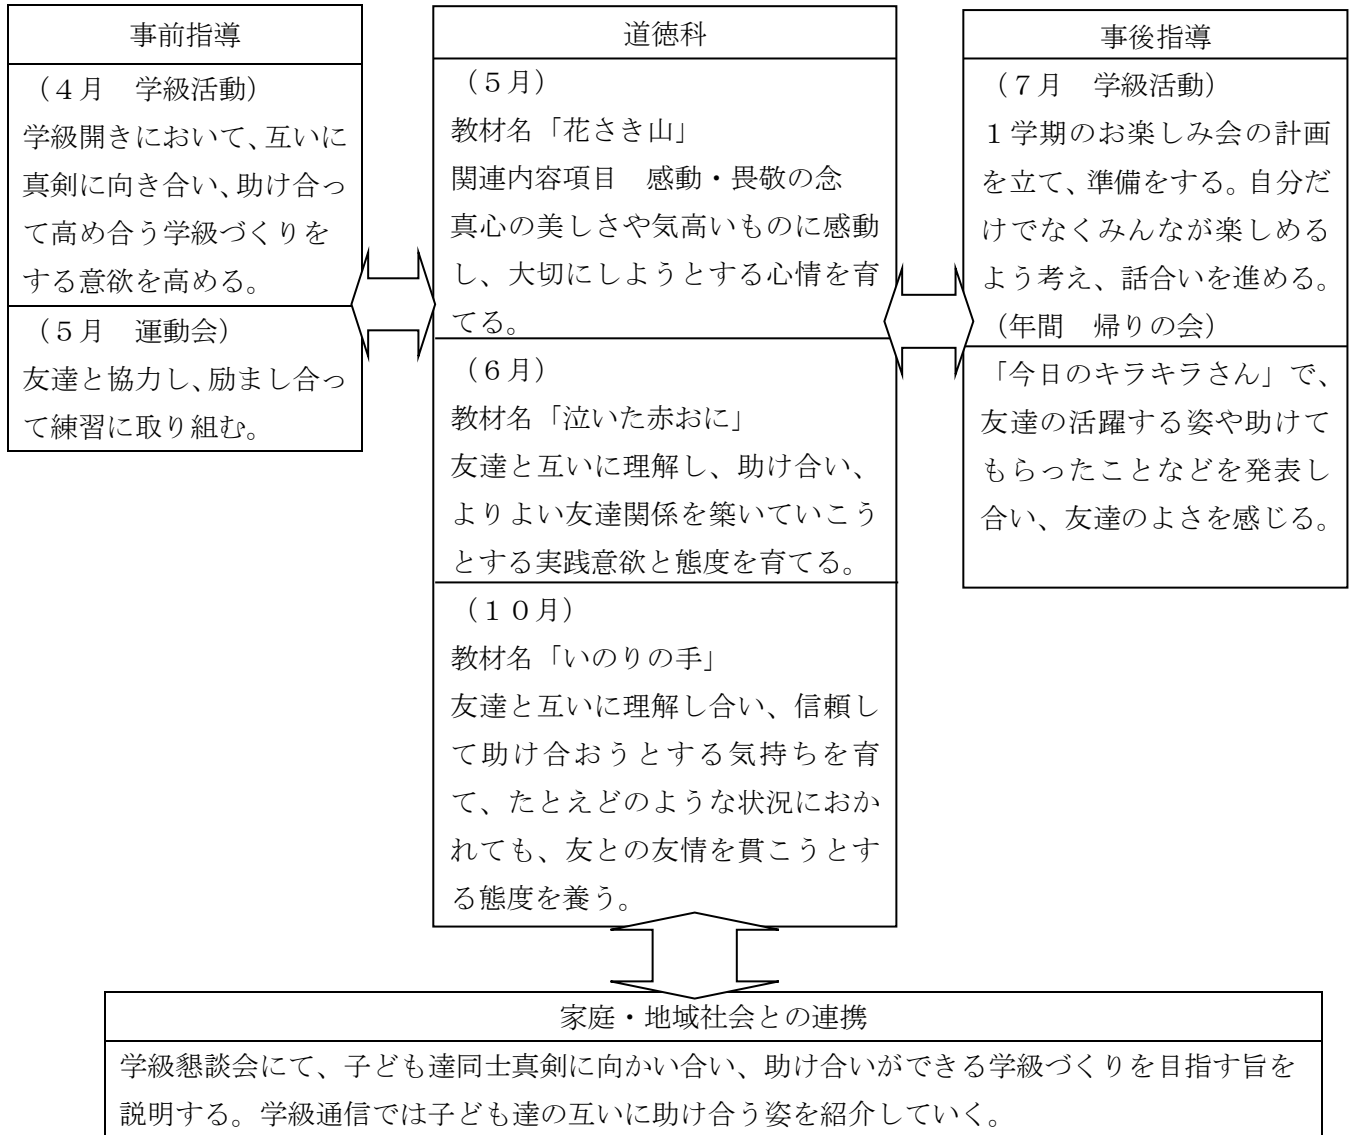 事前指導
（４月　学級活動）
学級開きにおいて、互いに
真剣に向き合い、助け合っ
て高め合う学級づくりを
する意欲を高める。
（５月　運動会）
友達と協力し、励まし合っ
て練習に取り組む。
道徳科
（５月）
教材名「花さき山」
関連内容項目　感動・畏敬の念
真心の美しさや気高いものに感動
し、大切にしようとする心情を育
てる。
（６月）
教材名「泣いた赤おに」
友達と互いに理解し、助け合い、
よりよい友達関係を築いていこう
とする実践意欲と態度を育てる。
（１０月）
教材名「いのりの手」
友達と互いに理解し合い、信頼し
て助け合おうとする気持ちを育
て、たとえどのような状況におか
れても、友との友情を貫こうとす
る態度を養う。
事後指導
（７月　学級活動）
１学期のお楽しみ会の計画
を立て、準備をする。自分だ
けでなくみんなが楽しめる
よう考え、話合いを進める。
（年間　帰りの会）
「今日のキラキラさん」で、
友達の活躍する姿や助けて
もらったことなどを発表し
合い、友達のよさを感じる。
家庭・地域社会との連携
学級懇談会にて、子ども達同士真剣に向かい合い、助け合いができる学級づくりを目指す旨を
説明する。学級通信では子ども達の互いに助け合う姿を紹介していく。